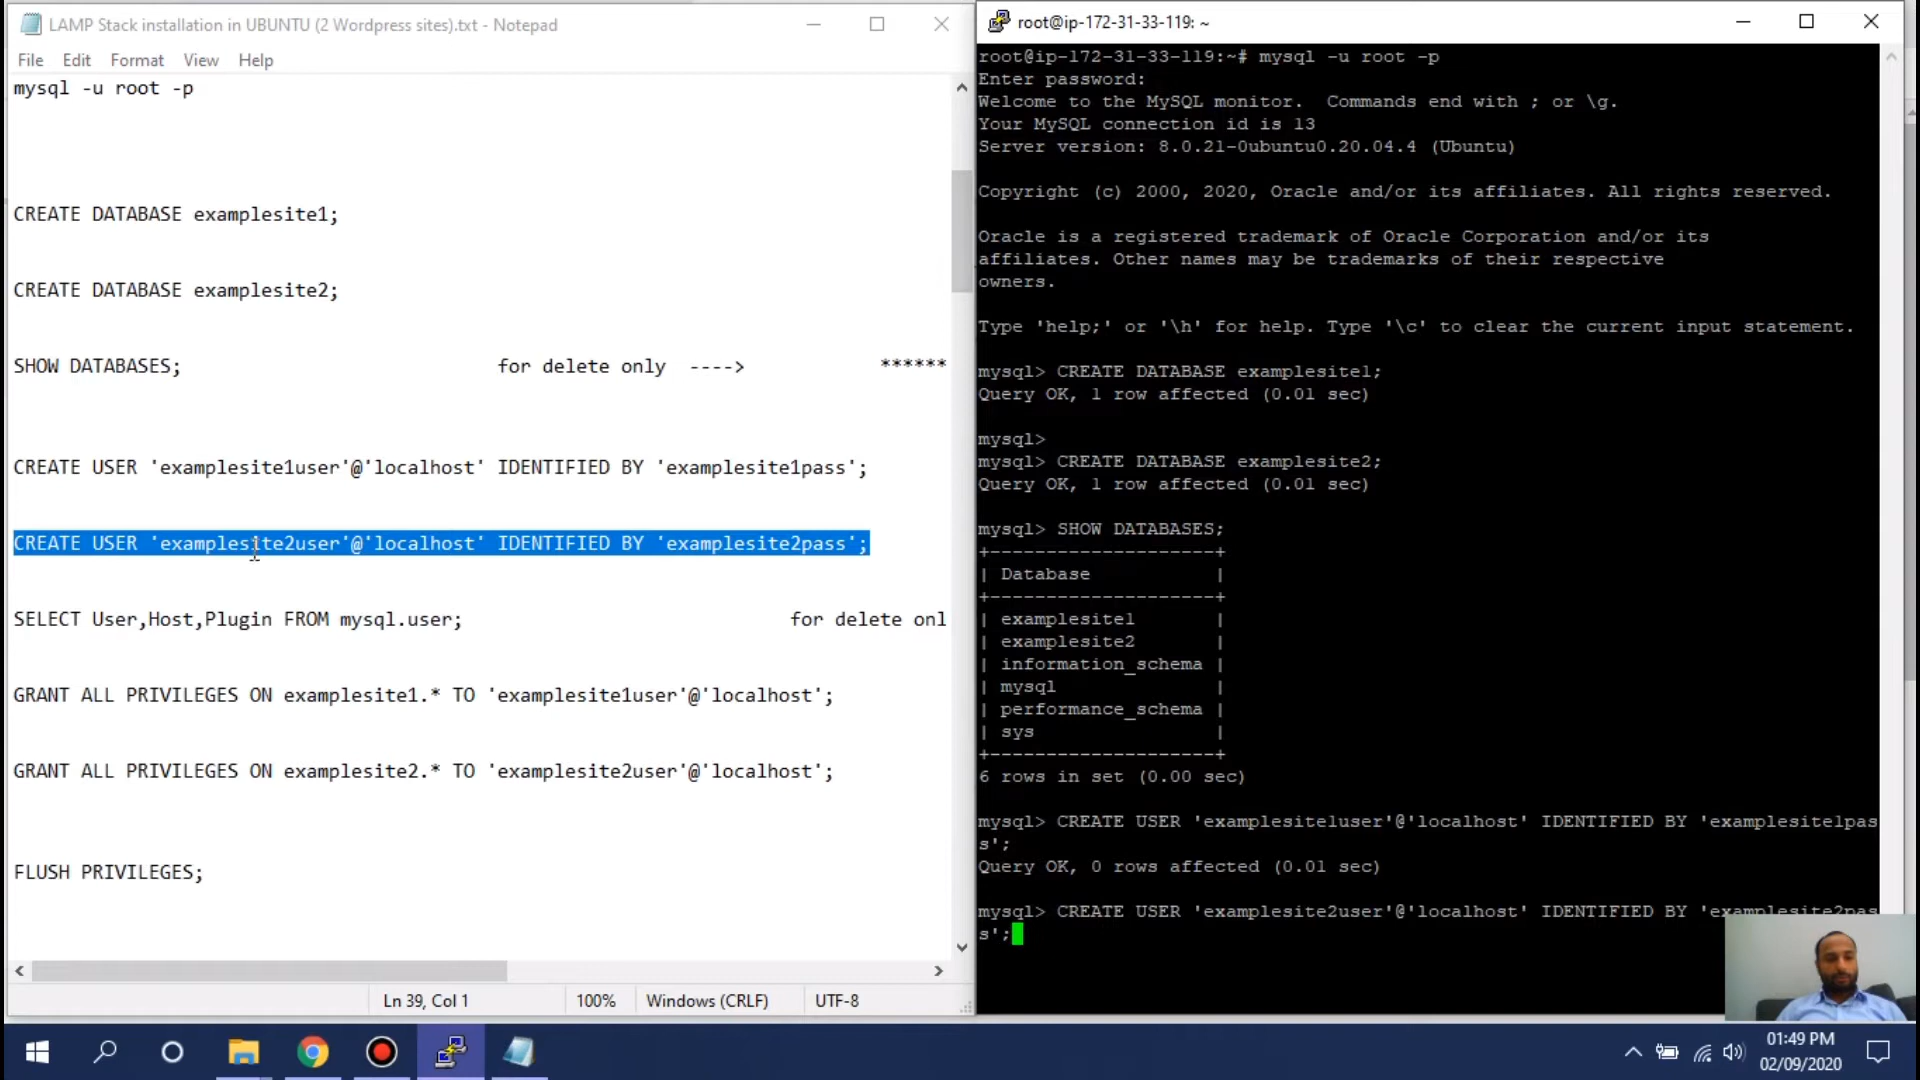 LAMP Stack installation in UBUNTU (2 Wordpress sites).txt - Notepad
File Edit Format View Help
mysql -u root -p
CREATE DATABASE examplesite1;
CREATE DATABASE examplesite2;
SHOW DATABASES; for delete only ----> ******
CREATE USER 'examplesite1user'@'localhost' IDENTIFIED BY 'examplesite1pass';
CREATE USER 'examplesite2user'@'localhost' IDENTIFIED BY 'examplesite2pass';
SELECT User,Host,Plugin FROM mysql.user; for delete onl
GRANT ALL PRIVILEGES ON examplesite1.* TO 'examplesite1user'@'localhost';
GRANT ALL PRIVILEGES ON examplesite2.* TO 'examplesite2user'@'localhost';
FLUSH PRIVILEGES;
Ln 39, Col 1 100% Windows (CRLF) UTF-8
root@ip-172-31-33-119: ~
root@ip-172-31-33-119:~# mysql -u root -p
Enter password:
Welcome to the MySQL monitor.  Commands end with ; or \g.
Your MySQL connection id is 13
Server version: 8.0.21-0ubuntu0.20.04.4 (Ubuntu)
Copyright (c) 2000, 2020, Oracle and/or its affiliates. All rights reserved.
Oracle is a registered trademark of Oracle Corporation and/or its
affiliates. Other names may be trademarks of their respective
owners.
Type 'help;' or '\h' for help. Type '\c' to clear the current input statement.
mysql> CREATE DATABASE examplesite1;
Query OK, 1 row affected (0.01 sec)
mysql>
mysql> CREATE DATABASE examplesite2;
Query OK, 1 row affected (0.01 sec)
mysql> SHOW DATABASES;
+--------------------+
| Database           |
+--------------------+
| examplesite1       |
| examplesite2       |
| information_schema |
| mysql              |
| performance_schema |
| sys                |
+--------------------+
6 rows in set (0.00 sec)
mysql> CREATE USER 'examplesite1user'@'localhost' IDENTIFIED BY 'examplesite1pas
s';
Query OK, 0 rows affected (0.01 sec)
mysql> CREATE USER 'examplesite2user'@'localhost' IDENTIFIED BY 'examplesite2pas
s';
01:49 PM
02/09/2020